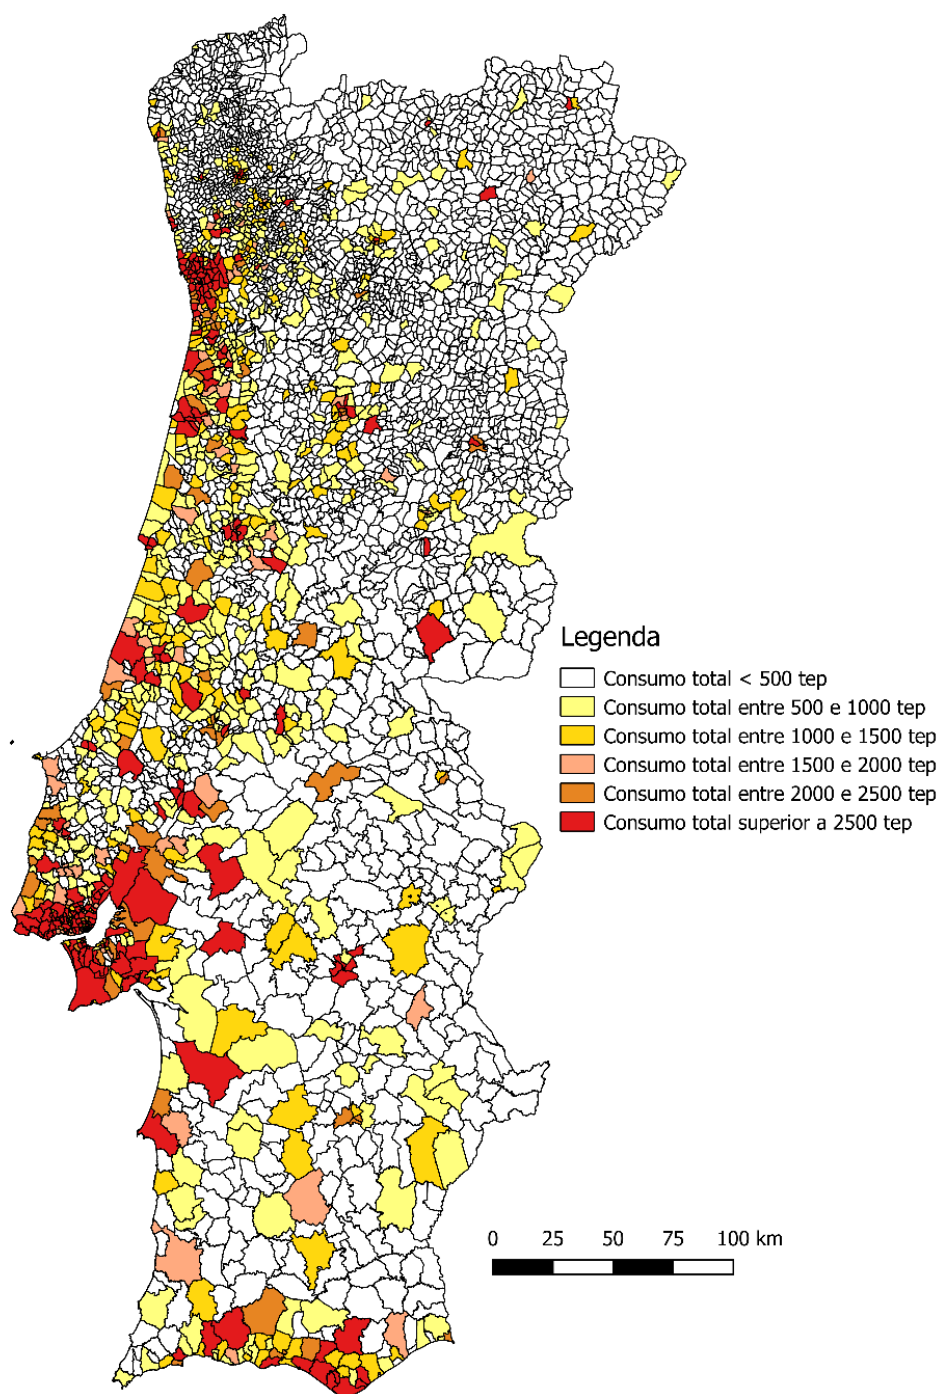 Legenda
Consumo total < 500 tep
Consumo total entre 500 e 1000 tep
Consumo total entre 1000 e 1500 tep
Consumo total entre 1500 e 2000 tep
Consumo total entre 2000 e 2500 tep
Consumo total superior a 2500 tep
0 25 50 75 100 km